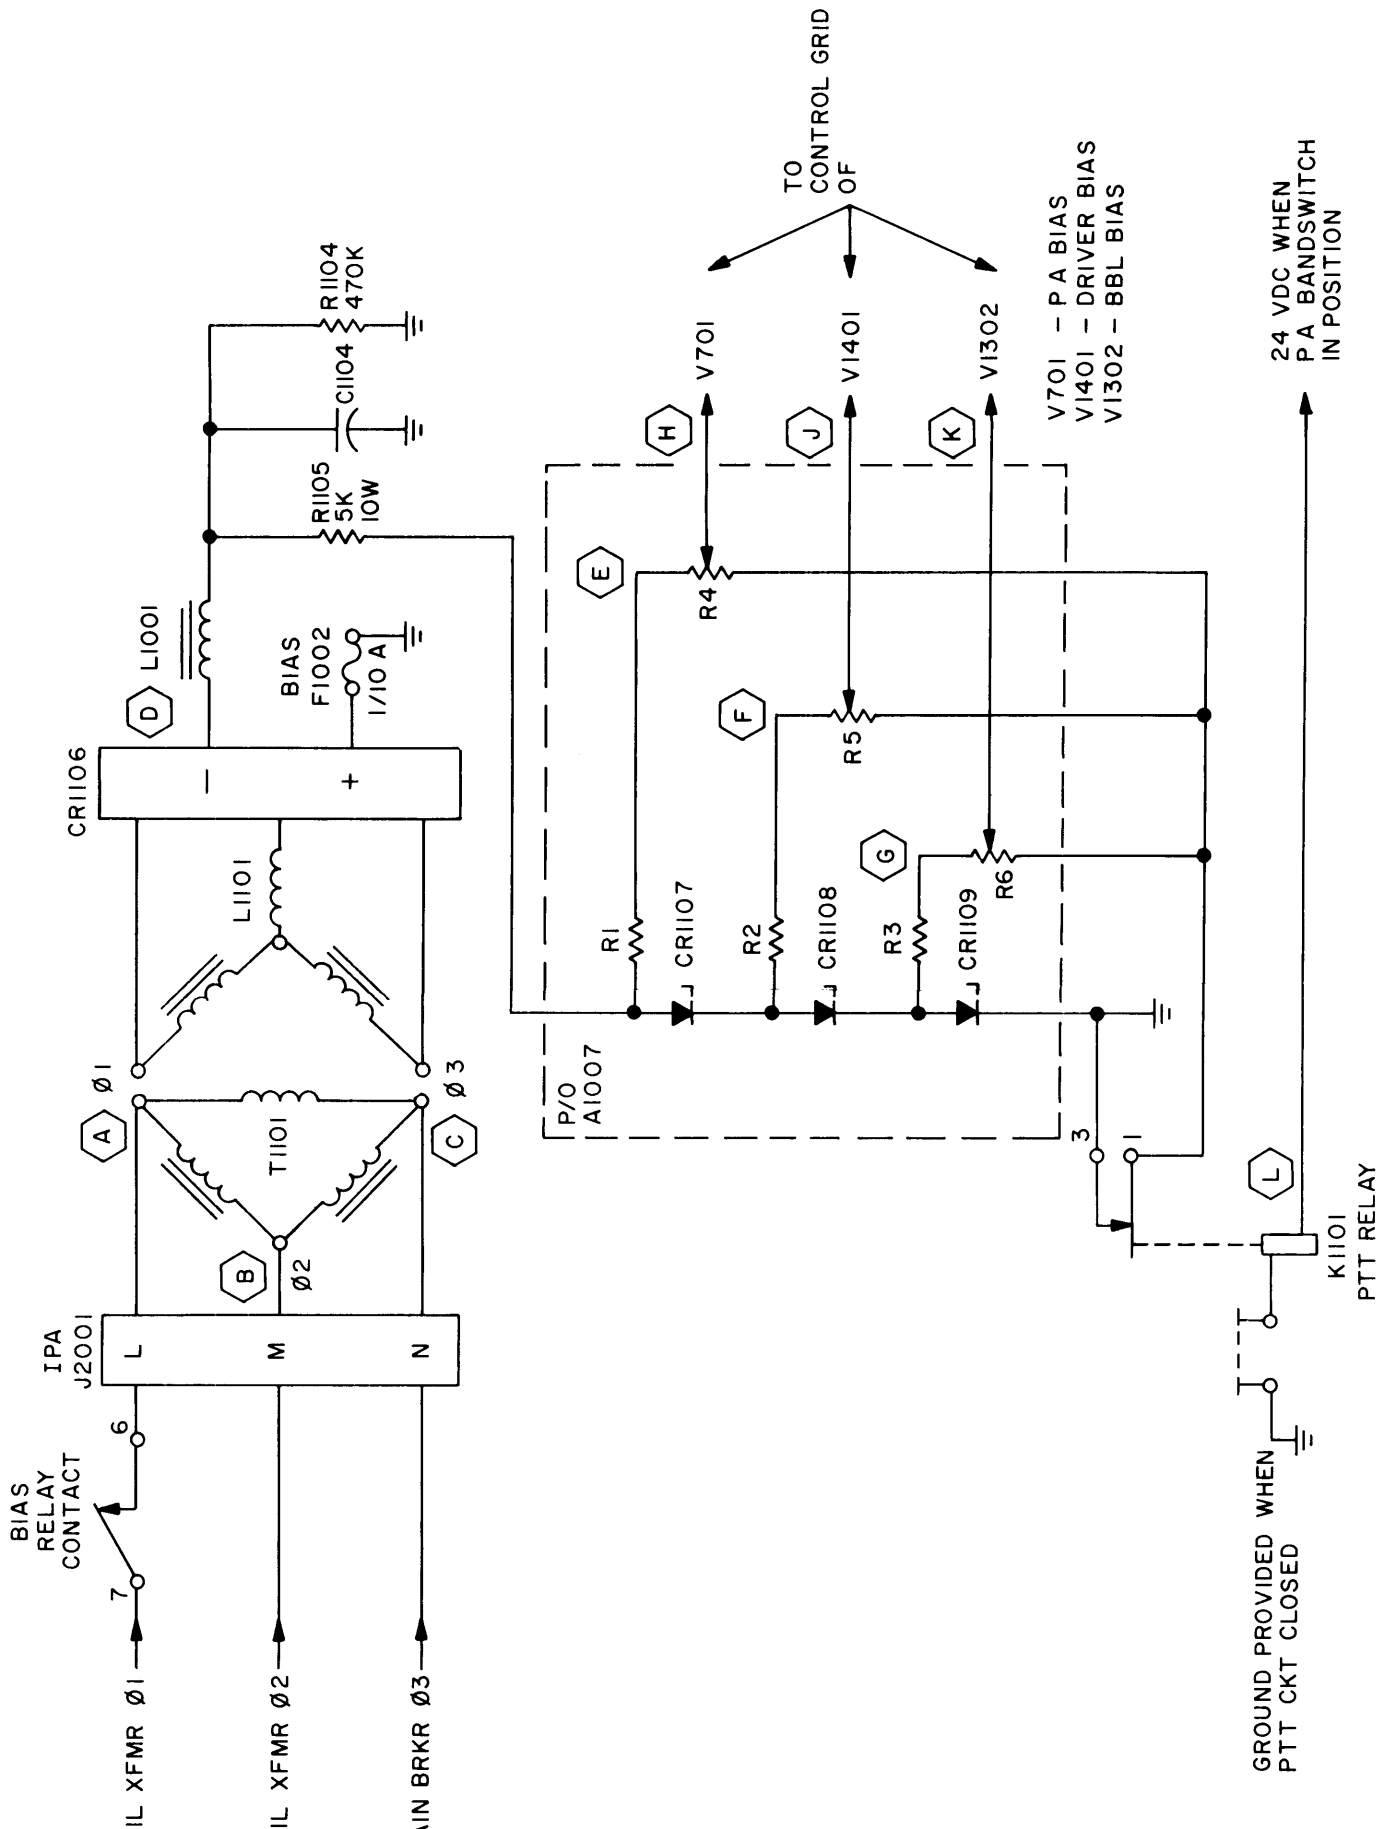 BIAS
RELAY
CONTACT
7
6
IL XFMR Ø1
IL XFMR Ø2
AIN BRKR Ø3
IPA
J2001
L
M
N
A
B
C
Ø1
Ø2
Ø3
T1101
L1101
CR1106
−
+
D
L1001
BIAS
F1002
1/10 A
R1105
5K
10W
C1104
R1104
470K
P/O
A1007
R1
CR1107
R2
CR1108
R3
CR1109
E
R4
F
R5
G
R6
H
J
K
V701
V1401
V1302
TO
CONTROL GRID
OF
V701 – PA BIAS
V1401 – DRIVER BIAS
V1302 – BBL BIAS
3
1
L
K1101
PTT RELAY
24 VDC WHEN
PA BANDSWITCH
IN POSITION
GROUND PROVIDED WHEN
PTT CKT CLOSED